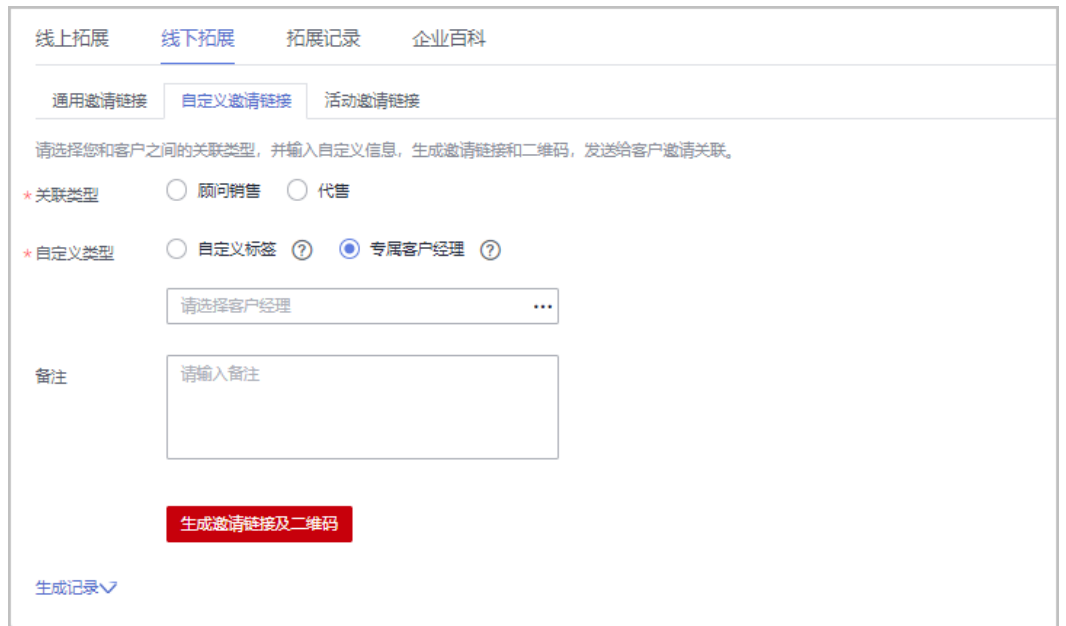 线上拓展 线下拓展 拓展记录 企业百科
通用邀请链接 自定义邀请链接 活动邀请链接
请选择您和客户之间的关联类型，并输入自定义信息，生成邀请链接和二维码，发送给客户邀请关联。
* 关联类型 顾问销售 代售
* 自定义类型 自定义标签 ? 专属客户经理 ?
请选择客户经理 ...
备注 请输入备注
生成邀请链接及二维码
生成记录